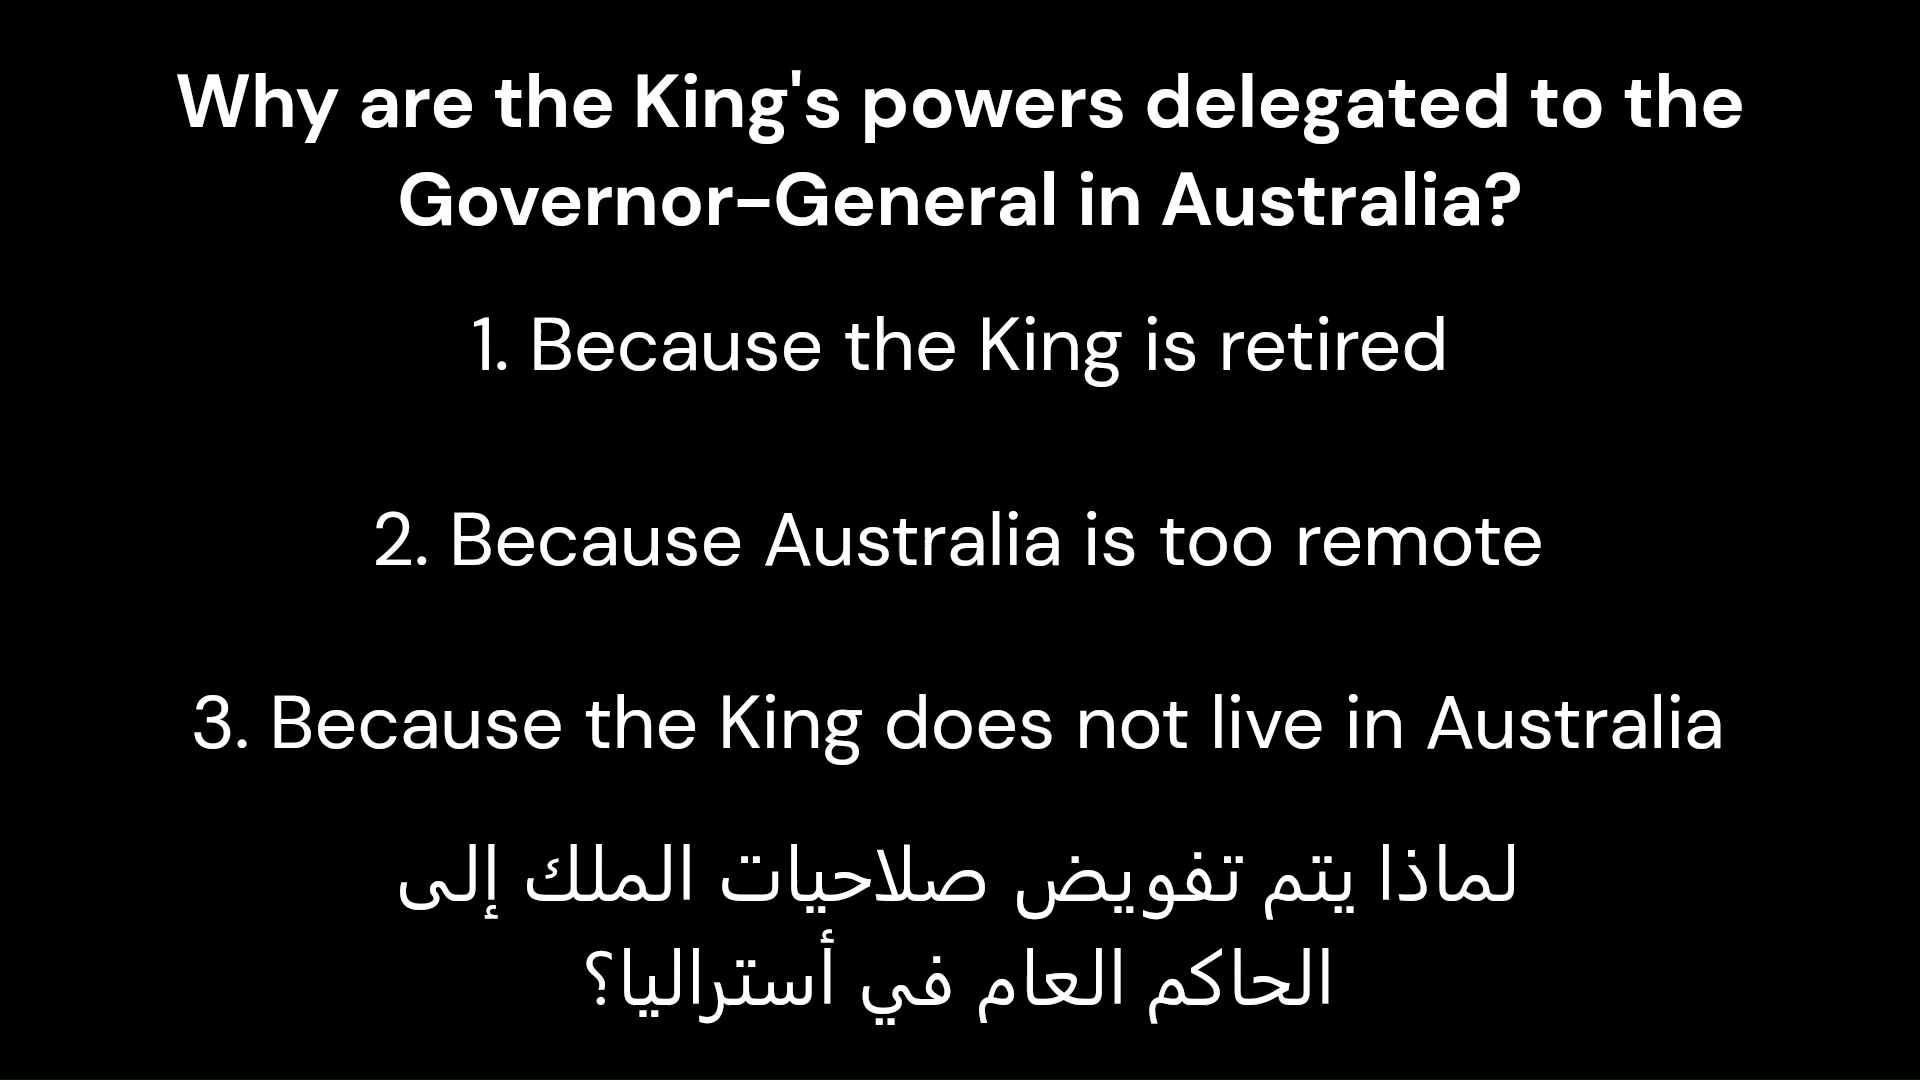 Why are the King's powers delegated to the
Governor-General in Australia?
1. Because the King is retired
2. Because Australia is too remote
3. Because the King does not live in Australia
لماذا يتم تفويض صلاحيات الملك إلى
الحاكم العام في أستراليا؟